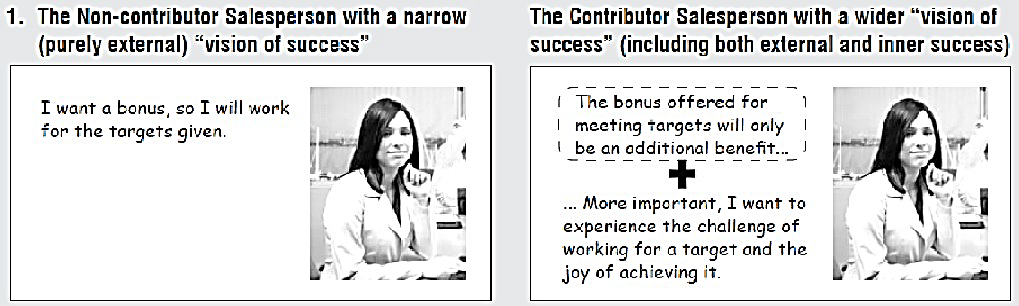 1. The Non-contributor Salesperson with a narrow
(purely external) “vision of success”
I want a bonus, so I will work
for the targets given.
The Contributor Salesperson with a wider “vision of
success” (including both external and inner success)
The bonus offered for
meeting targets will only
be an additional benefit...
+
... More important, I want to
experience the challenge of
working for a target and the
joy of achieving it.